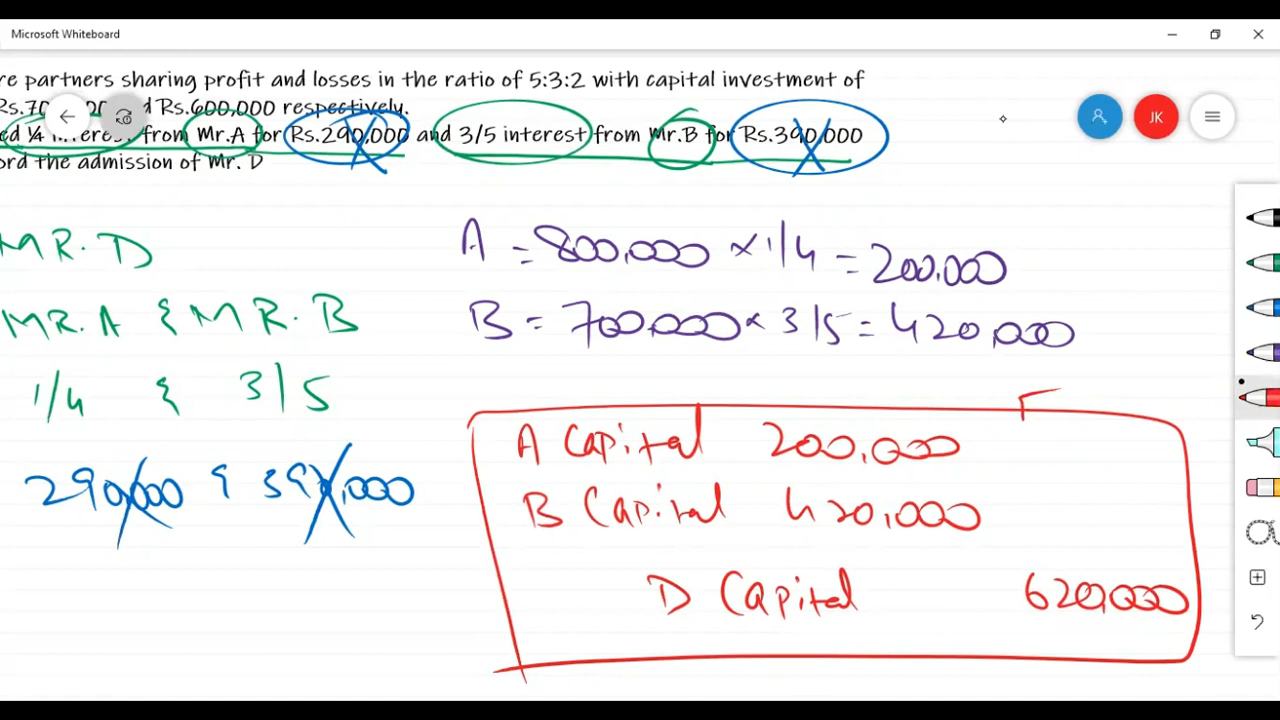 Microsoft Whiteboard
re partners sharing profit and losses in the ratio of 5:3:2 with capital investment of
Rs.70 Rs.600,000 respectively.
ed 1/4 interest from Mr.A for Rs.290,000 and 3/5 interest from Mr.B for Rs.390,000
ord the admission of Mr. D
JK
MR. D
MR. A & MR. B
1/4 & 3/5
290,000 & 390,000
A = 800,000 × 1/4 = 200,000
B = 700,000 × 3/5 = 420,000
A Capital 200,000
B Capital 420,000
D Capital 620,000